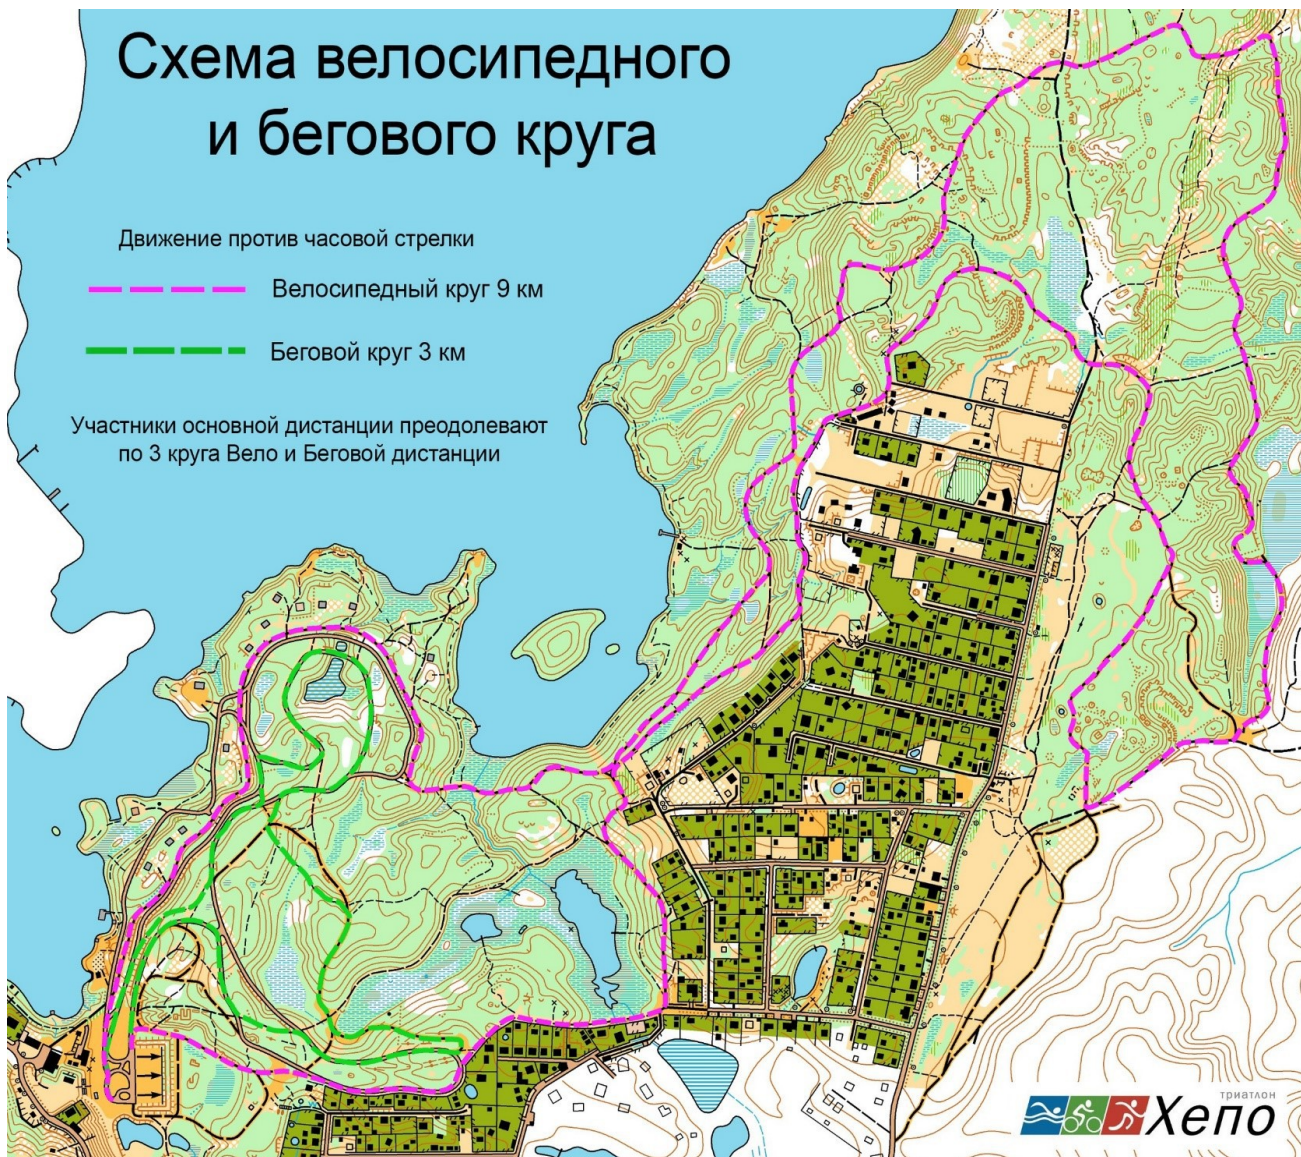 Схема велосипедного
и бегового круга
Движение против часовой стрелки
Велосипедный круг 9 км
Беговой круг 3 км
Участники основной дистанции преодолевают
по 3 круга Вело и Беговой дистанции
триатлон
Хепо